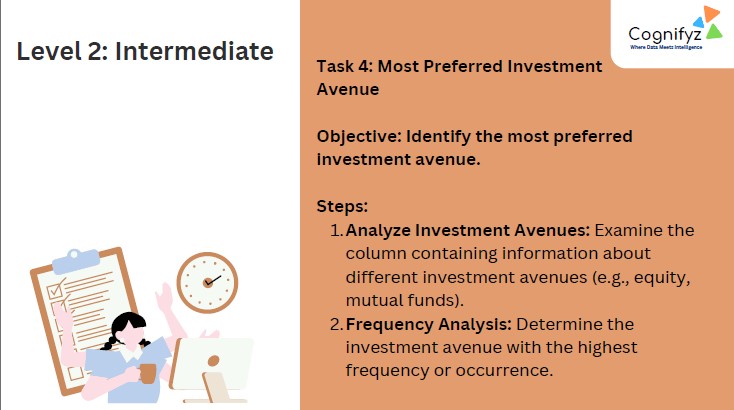 Level 2: Intermediate
Cognifyz
Where Data Meets Intelligence
Task 4: Most Preferred Investment
Avenue
Objective: Identify the most preferred
investment avenue.
Steps:
1. Analyze Investment Avenues: Examine the
column containing information about
different investment avenues (e.g., equity,
mutual funds).
2. Frequency Analysis: Determine the
investment avenue with the highest
frequency or occurrence.